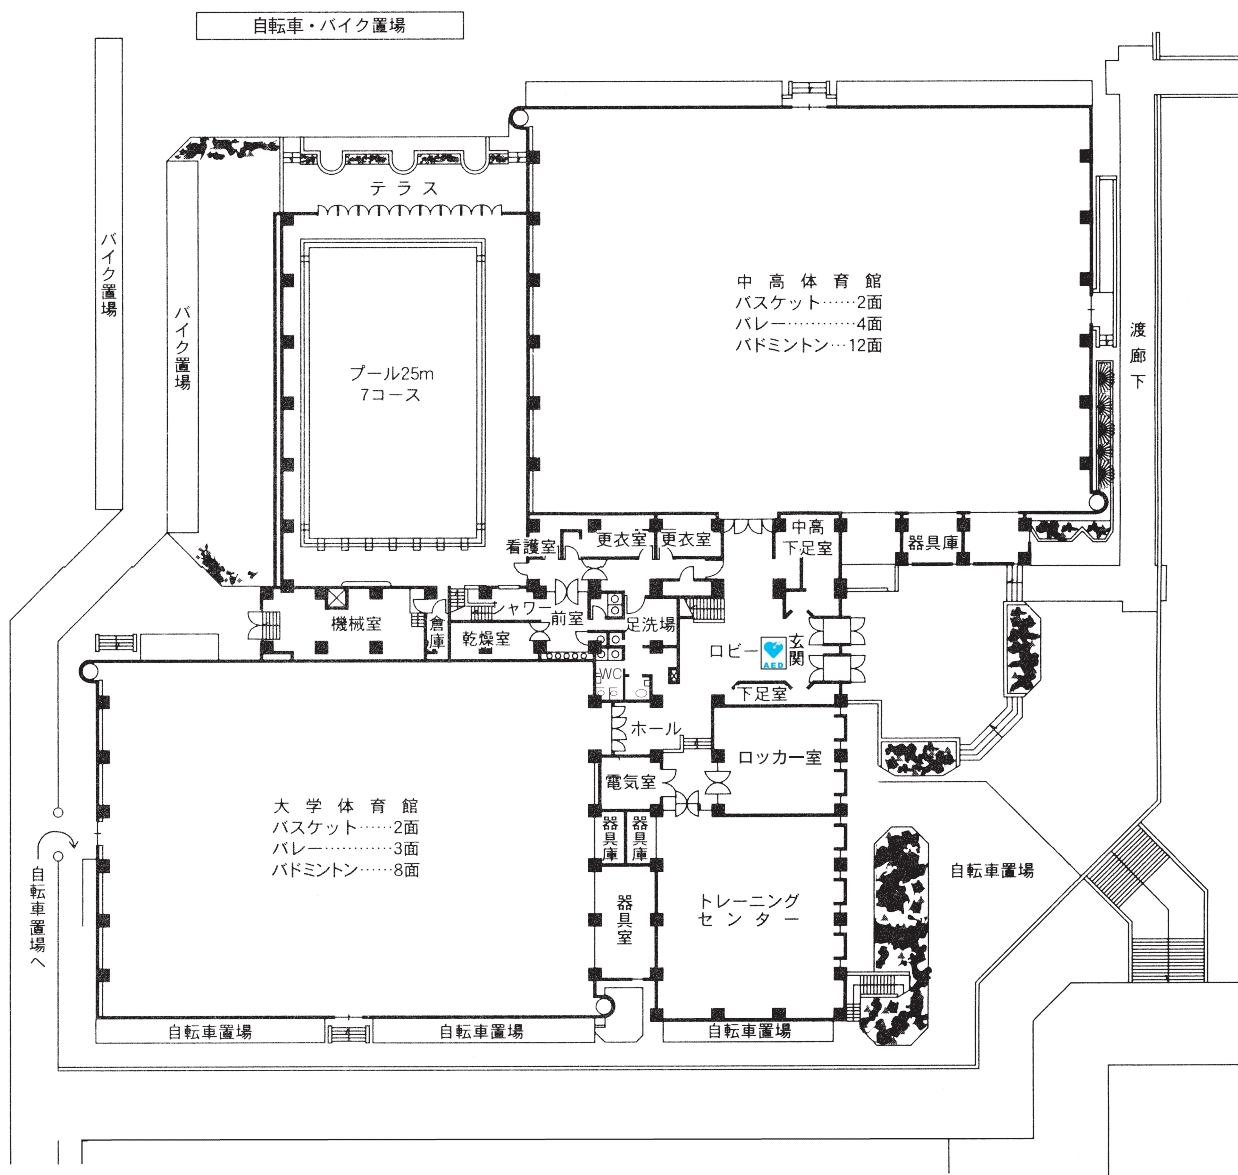 自転車・バイク置場
テラス
バイク置場
バイク置場
中高体育館
バスケット……2面
バレー…………4面
バドミントン…12面
渡廊下
プール25m
7コース
看護室
更衣室
更衣室
中高
下足室
器具庫
機械室
倉庫
シャワー
前室
乾燥室
足洗場
ロビー
AED
玄関
WC
下足室
ホール
ロッカー室
電気室
大学体育館
バスケット……2面
バレー…………3面
バドミントン……8面
器具庫
器具庫
自転車置場へ
器具室
トレーニング
センター
自転車置場
自転車置場
自転車置場
自転車置場